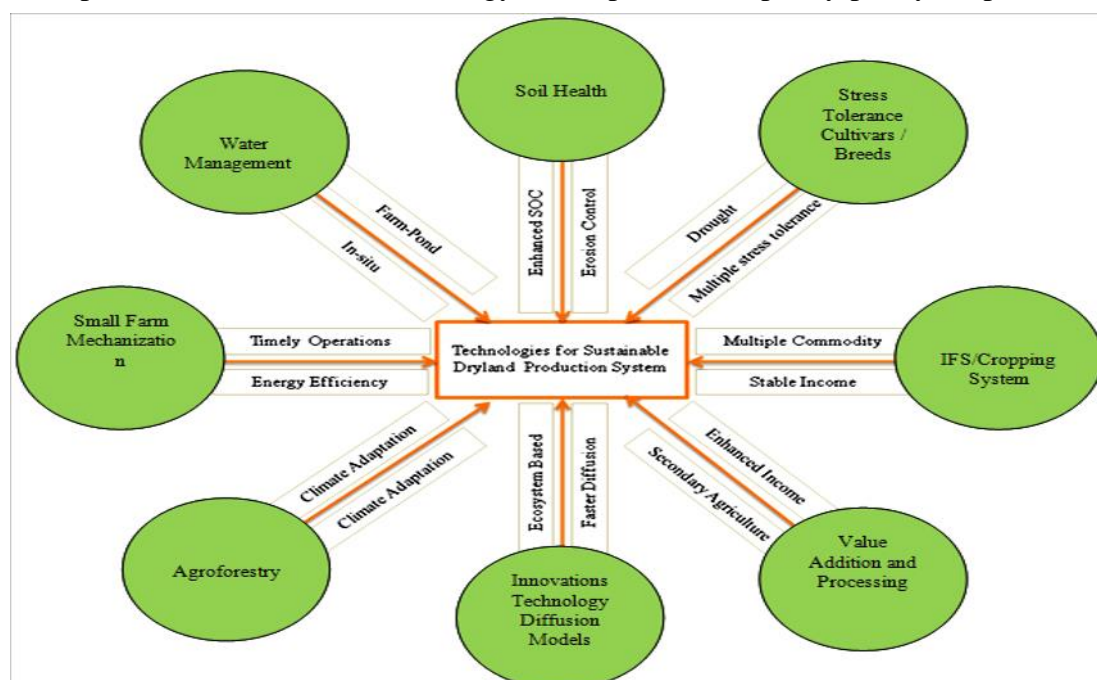 Soil Health
Stress
Tolerance
Cultivars /
Breeds
Water
Management
Enhanced SOC
Erosion Control
Farm-Pond
In-situ
Drought
Multiple stress tolerance
Small Farm
Mechanizatio
n
Timely Operations
Energy Efficiency
Technologies for Sustainable
Dryland Production System
Multiple Commodity
Stable Income
IFS/Cropping
System
Climate Adaptation
Climate Adaptation
Ecosystem Based
Faster Diffusion
Enhanced Income
Secondary Agriculture
Agroforestry
Innovations
Technology
Diffusion
Models
Value
Addition and
Processing